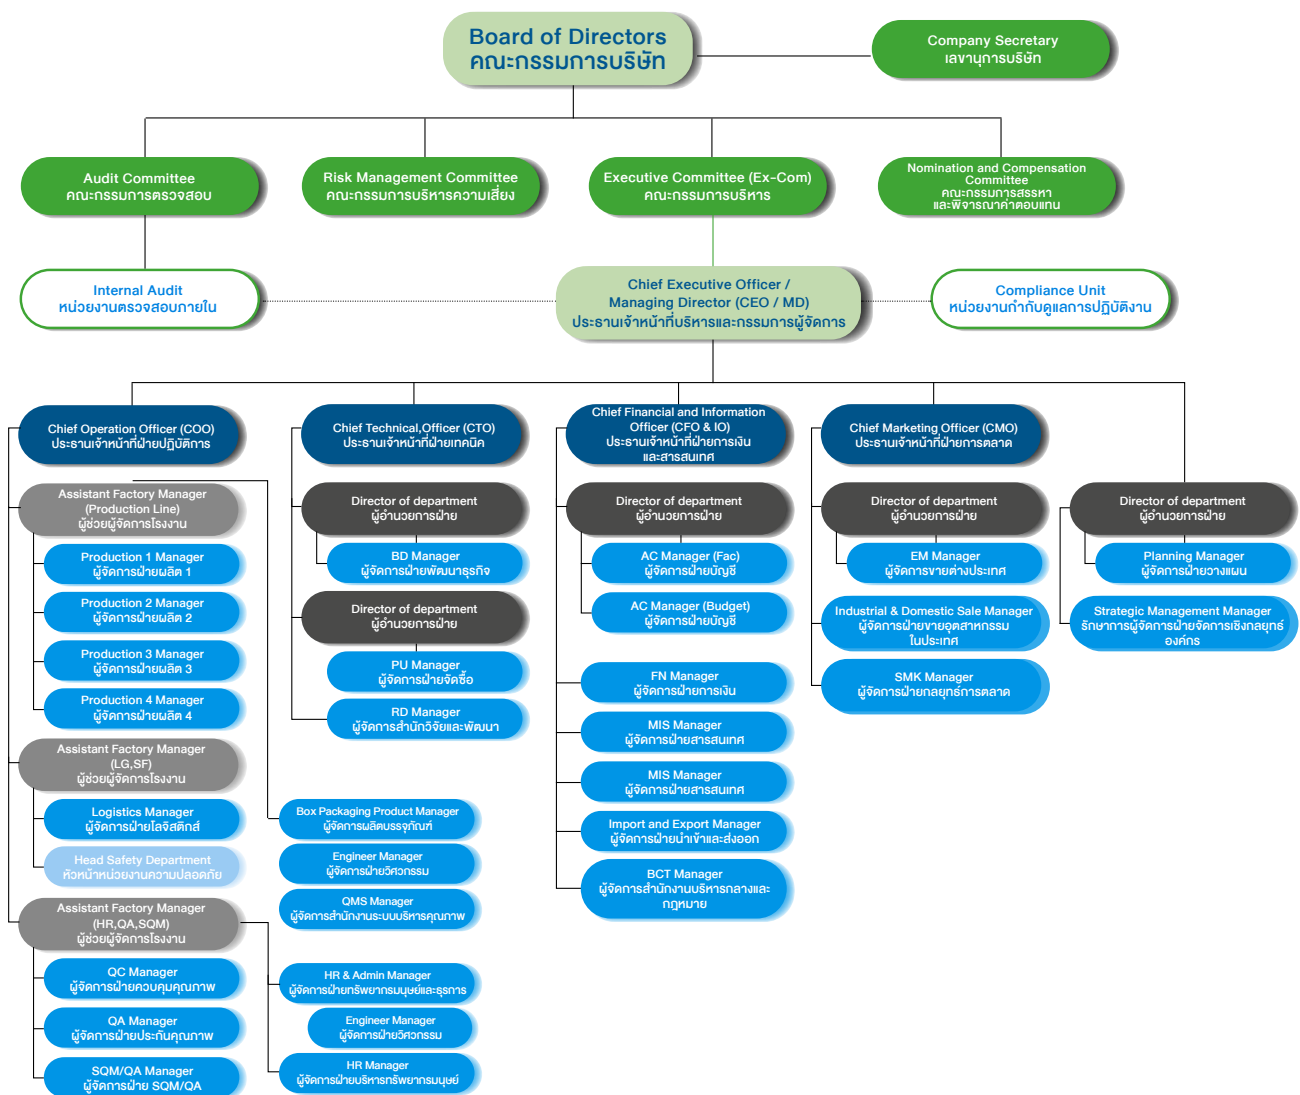 Board of Directors
คณะกรรมการบริษัท
Company Secretary
เลขานุการบริษัท
Audit Committee
คณะกรรมการตรวจสอบ
Risk Management Committee
คณะกรรมการบริหารความเสี่ยง
Executive Committee (Ex-Com)
คณะกรรมการบริหาร
Nomination and Compensation
Committee
คณะกรรมการสรรหา
และพิจารณาค่าตอบแทน
Internal Audit
หน่วยงานตรวจสอบภายใน
Chief Executive Officer /
Managing Director (CEO / MD)
ประธานเจ้าหน้าที่บริหารและกรรมการผู้จัดการ
Compliance Unit
หน่วยงานกำกับดูแลการปฏิบัติงาน
Chief Operation Officer (COO)
ประธานเจ้าหน้าที่ฝ่ายปฏิบัติการ
Assistant Factory Manager
(Production Line)
ผู้ช่วยผู้จัดการโรงงาน
Production 1 Manager
ผู้จัดการฝ่ายผลิต 1
Production 2 Manager
ผู้จัดการฝ่ายผลิต 2
Production 3 Manager
ผู้จัดการฝ่ายผลิต 3
Production 4 Manager
ผู้จัดการฝ่ายผลิต 4
Assistant Factory Manager
(LG,SF)
ผู้ช่วยผู้จัดการโรงงาน
Logistics Manager
ผู้จัดการฝ่ายโลจิสติกส์
Head Safety Department
หัวหน้าหน่วยงานความปลอดภัย
Assistant Factory Manager
(HR,QA,SQM)
ผู้ช่วยผู้จัดการโรงงาน
QC Manager
ผู้จัดการฝ่ายควบคุมคุณภาพ
QA Manager
ผู้จัดการฝ่ายประกันคุณภาพ
SQM/QA Manager
ผู้จัดการฝ่าย SQM/QA
Box Packaging Product Manager
ผู้จัดการผลิตบรรจุภัณฑ์
Engineer Manager
ผู้จัดการฝ่ายวิศวกรรม
QMS Manager
ผู้จัดการสำนักงานระบบบริหารคุณภาพ
HR & Admin Manager
ผู้จัดการฝ่ายทรัพยากรมนุษย์และธุรการ
Engineer Manager
ผู้จัดการฝ่ายวิศวกรรม
HR Manager
ผู้จัดการฝ่ายบริหารทรัพยากรมนุษย์
Chief Technical,Officer (CTO)
ประธานเจ้าหน้าที่ฝ่ายเทคนิค
Director of department
ผู้อำนวยการฝ่าย
BD Manager
ผู้จัดการฝ่ายพัฒนาธุรกิจ
Director of department
ผู้อำนวยการฝ่าย
PU Manager
ผู้จัดการฝ่ายจัดซื้อ
RD Manager
ผู้จัดการสำนักวิจัยและพัฒนา
Chief Financial and Information
Officer (CFO & IO)
ประธานเจ้าหน้าที่ฝ่ายการเงิน
และสารสนเทศ
Director of department
ผู้อำนวยการฝ่าย
AC Manager (Fac)
ผู้จัดการฝ่ายบัญชี
AC Manager (Budget)
ผู้จัดการฝ่ายบัญชี
FN Manager
ผู้จัดการฝ่ายการเงิน
MIS Manager
ผู้จัดการฝ่ายสารสนเทศ
MIS Manager
ผู้จัดการฝ่ายสารสนเทศ
Import and Export Manager
ผู้จัดการฝ่ายนำเข้าและส่งออก
BCT Manager
ผู้จัดการสำนักงานบริหารกลางและ
กฎหมาย
Chief Marketing Officer (CMO)
ประธานเจ้าหน้าที่ฝ่ายการตลาด
Director of department
ผู้อำนวยการฝ่าย
EM Manager
ผู้จัดการขายต่างประเทศ
Industrial & Domestic Sale Manager
ผู้จัดการฝ่ายขายอุตสาหกรรม
ในประเทศ
SMK Manager
ผู้จัดการฝ่ายกลยุทธ์การตลาด
Director of department
ผู้อำนวยการฝ่าย
Planning Manager
ผู้จัดการฝ่ายวางแผน
Strategic Management Manager
รักษาการผู้จัดการฝ่ายจัดการเชิงกลยุทธ์
องค์กร